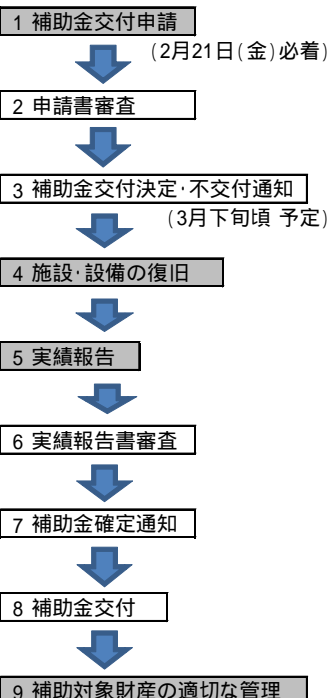 1 補助金交付申請
(2月21日(金)必着)
2 申請書審査
3 補助金交付決定･不交付通知
(3月下旬頃 予定)
4 施設･設備の復旧
5 実績報告
6 実績報告書審査
7 補助金確定通知
8 補助金交付
9 補助対象財産の適切な管理